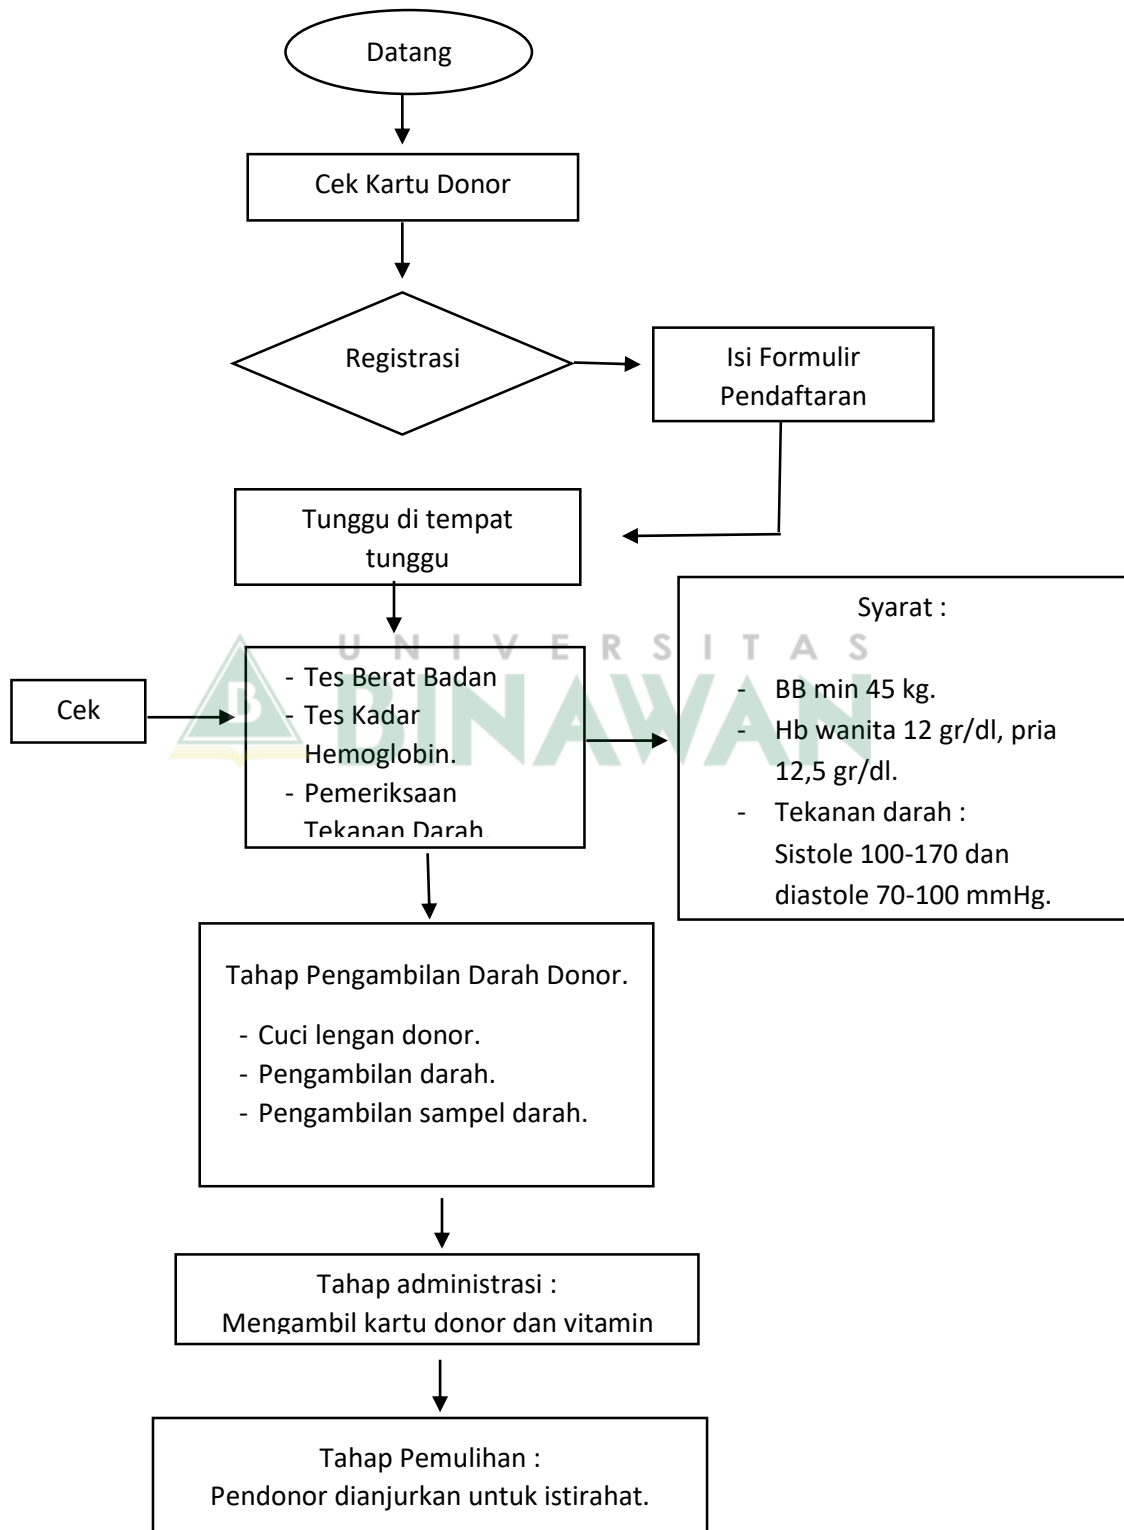 Datang
Cek Kartu Donor
Registrasi
Isi Formulir
Pendaftaran
Tunggu di tempat
tunggu
Cek
- Tes Berat Badan
- Tes Kadar
Hemoglobin.
- Pemeriksaan
Tekanan Darah.
Syarat :
- BB min 45 kg.
- Hb wanita 12 gr/dl, pria
12,5 gr/dl.
- Tekanan darah :
Sistole 100-170 dan
diastole 70-100 mmHg.
UNIVERSITAS
BINAWAN
B
Tahap Pengambilan Darah Donor.
- Cuci lengan donor.
- Pengambilan darah.
- Pengambilan sampel darah.
Tahap administrasi :
Mengambil kartu donor dan vitamin
Tahap Pemulihan :
Pendonor dianjurkan untuk istirahat.